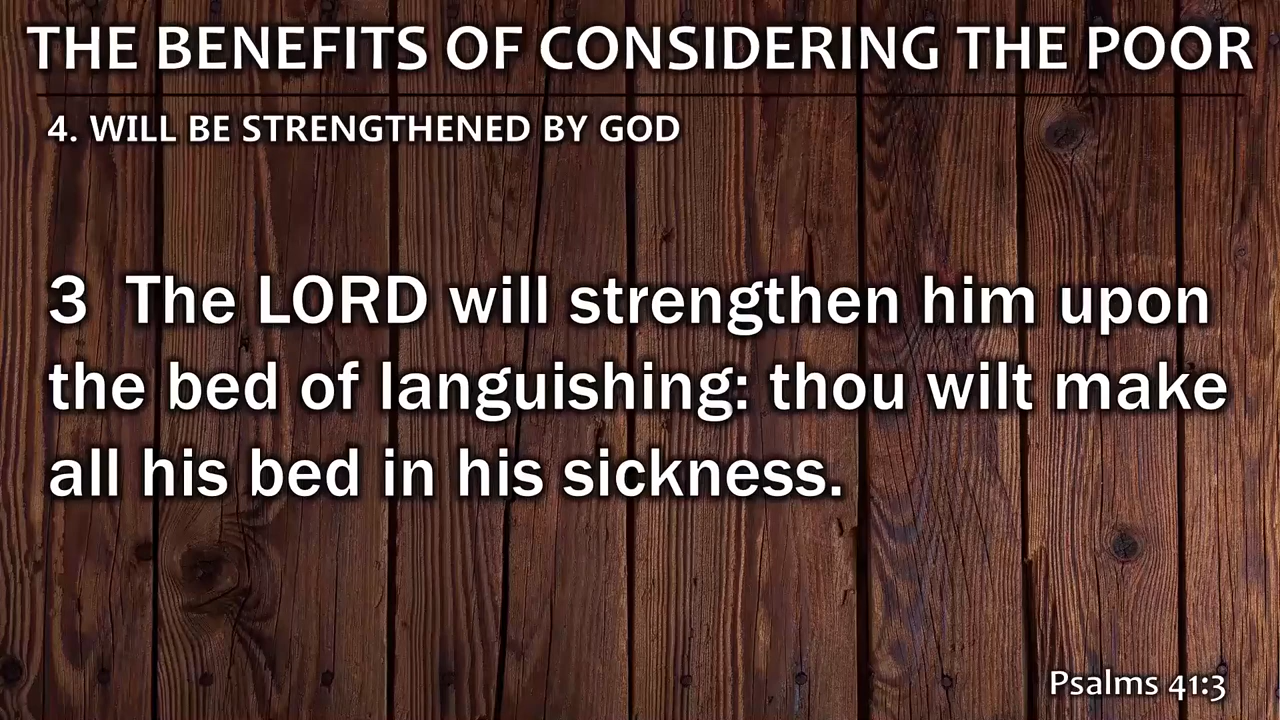 THE BENEFITS OF CONSIDERING THE POOR
4. WILL BE STRENGTHENED BY GOD
3 The LORD will strengthen him upon
the bed of languishing: thou wilt make
all his bed in his sickness.
Psalms 41:3